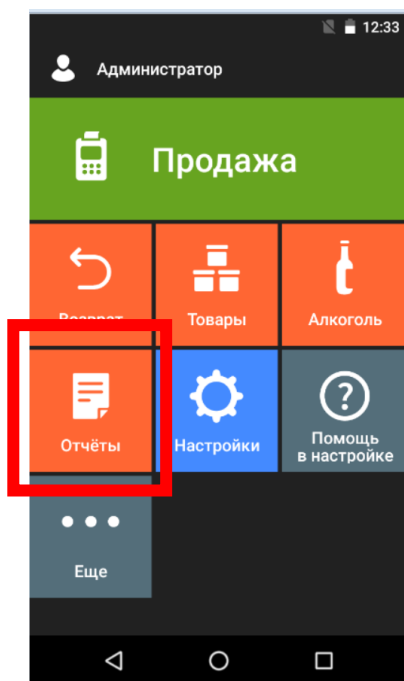 12:33
Администратор
Продажа
Возврат
Товары
Алкоголь
Отчёты
Настройки
Помощь
в настройке
Еще